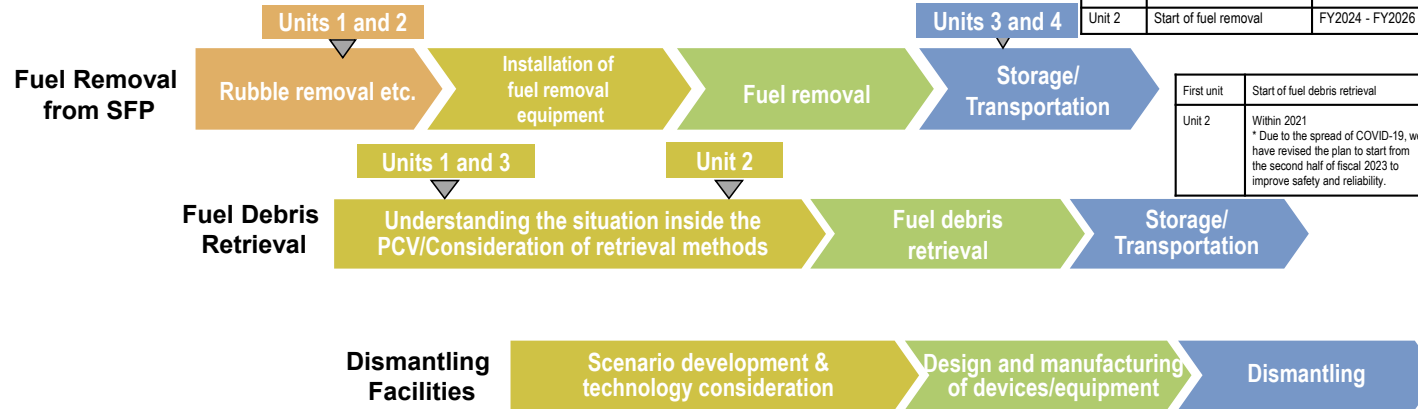 Units 1 and 2
Units 3 and 4
Unit 2 Start of fuel removal FY2024 - FY2026
Fuel Removal
from SFP
Rubble removal etc.
Installation of
fuel removal
equipment
Fuel removal
Storage/
Transportation
First unit Start of fuel debris retrieval
Unit 2 Within 2021
* Due to the spread of COVID-19, we
have revised the plan to start from
the second half of fiscal 2023 to
improve safety and reliability.
Units 1 and 3
Unit 2
Fuel Debris
Retrieval
Understanding the situation inside the
PCV/Consideration of retrieval methods
Fuel debris
retrieval
Storage/
Transportation
Dismantling
Facilities
Scenario development &
technology consideration
Design and manufacturing
of devices/equipment
Dismantling